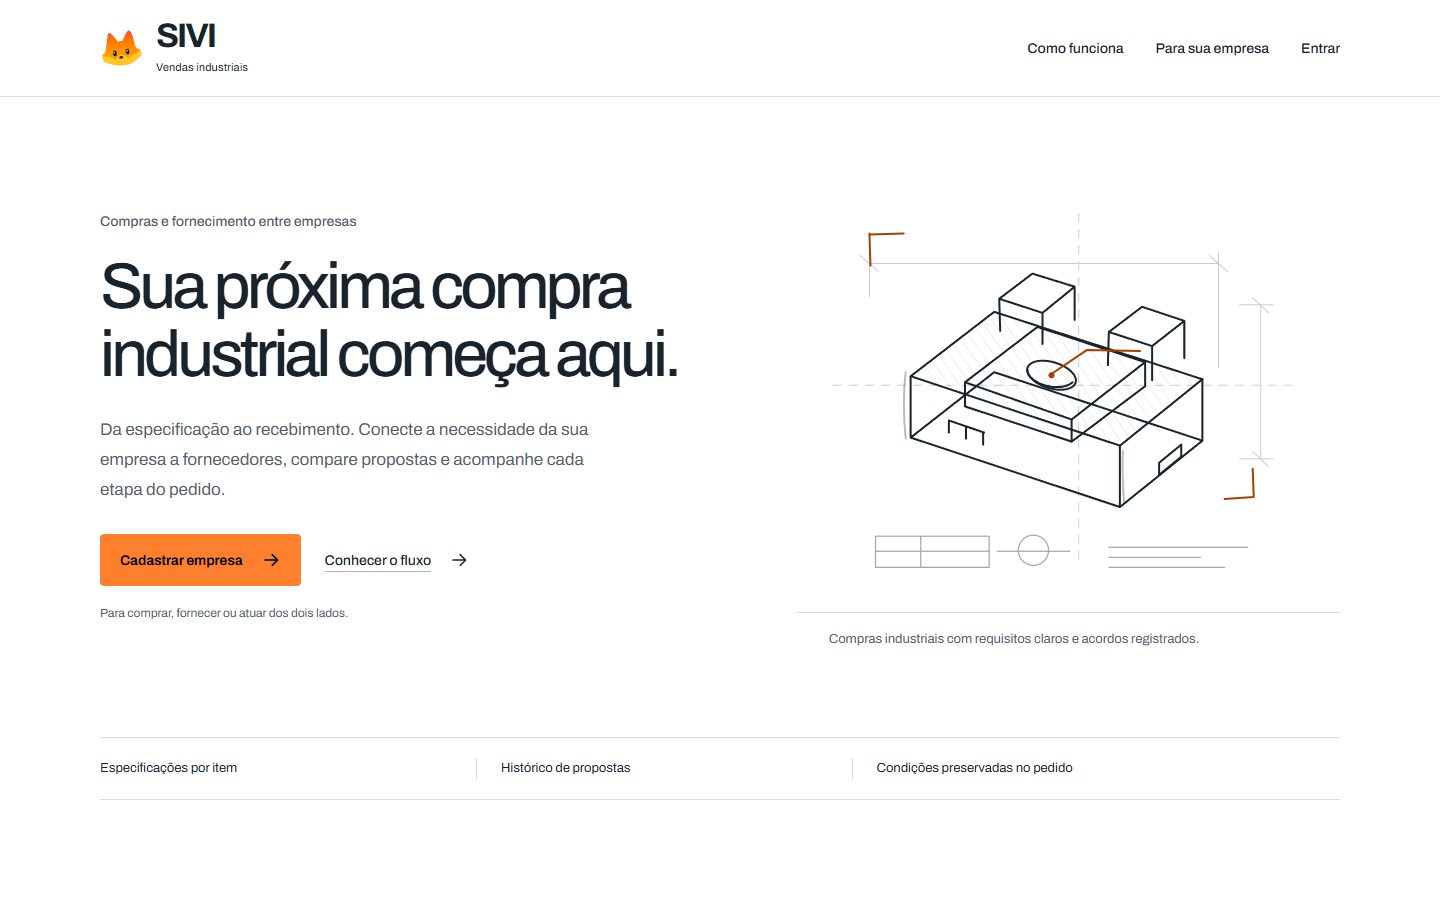 SIVI
Vendas industriais
Como funciona
Para sua empresa
Entrar
Compras e fornecimento entre empresas
Sua próxima compra
industrial começa aqui.
Da especificação ao recebimento. Conecte a necessidade da sua
empresa a fornecedores, compare propostas e acompanhe cada
etapa do pedido.
Cadastrar empresa
Conhecer o fluxo
Para comprar, fornecer ou atuar dos dois lados.
Compras industriais com requisitos claros e acordos registrados.
Especificações por item
Histórico de propostas
Condições preservadas no pedido